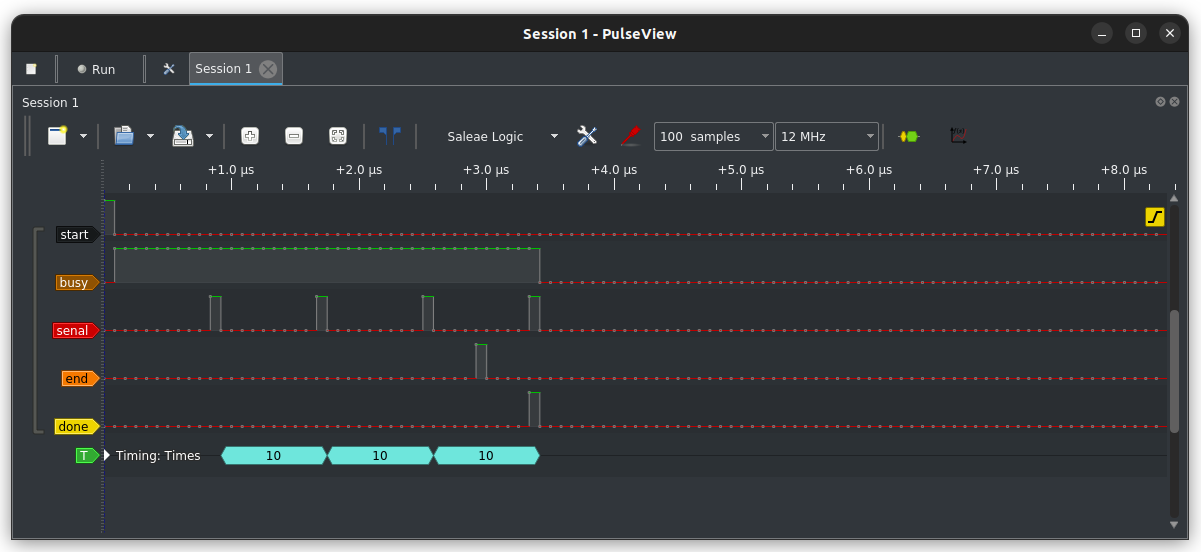 Session 1 - PulseView
Run
Session 1
Session 1
Saleae Logic 100 samples 12 MHz
+1.0 µs +2.0 µs +3.0 µs +4.0 µs +5.0 µs +6.0 µs +7.0 µs +8.0 µs
start
busy
senal
end
done
T Timing: Times 10 10 10